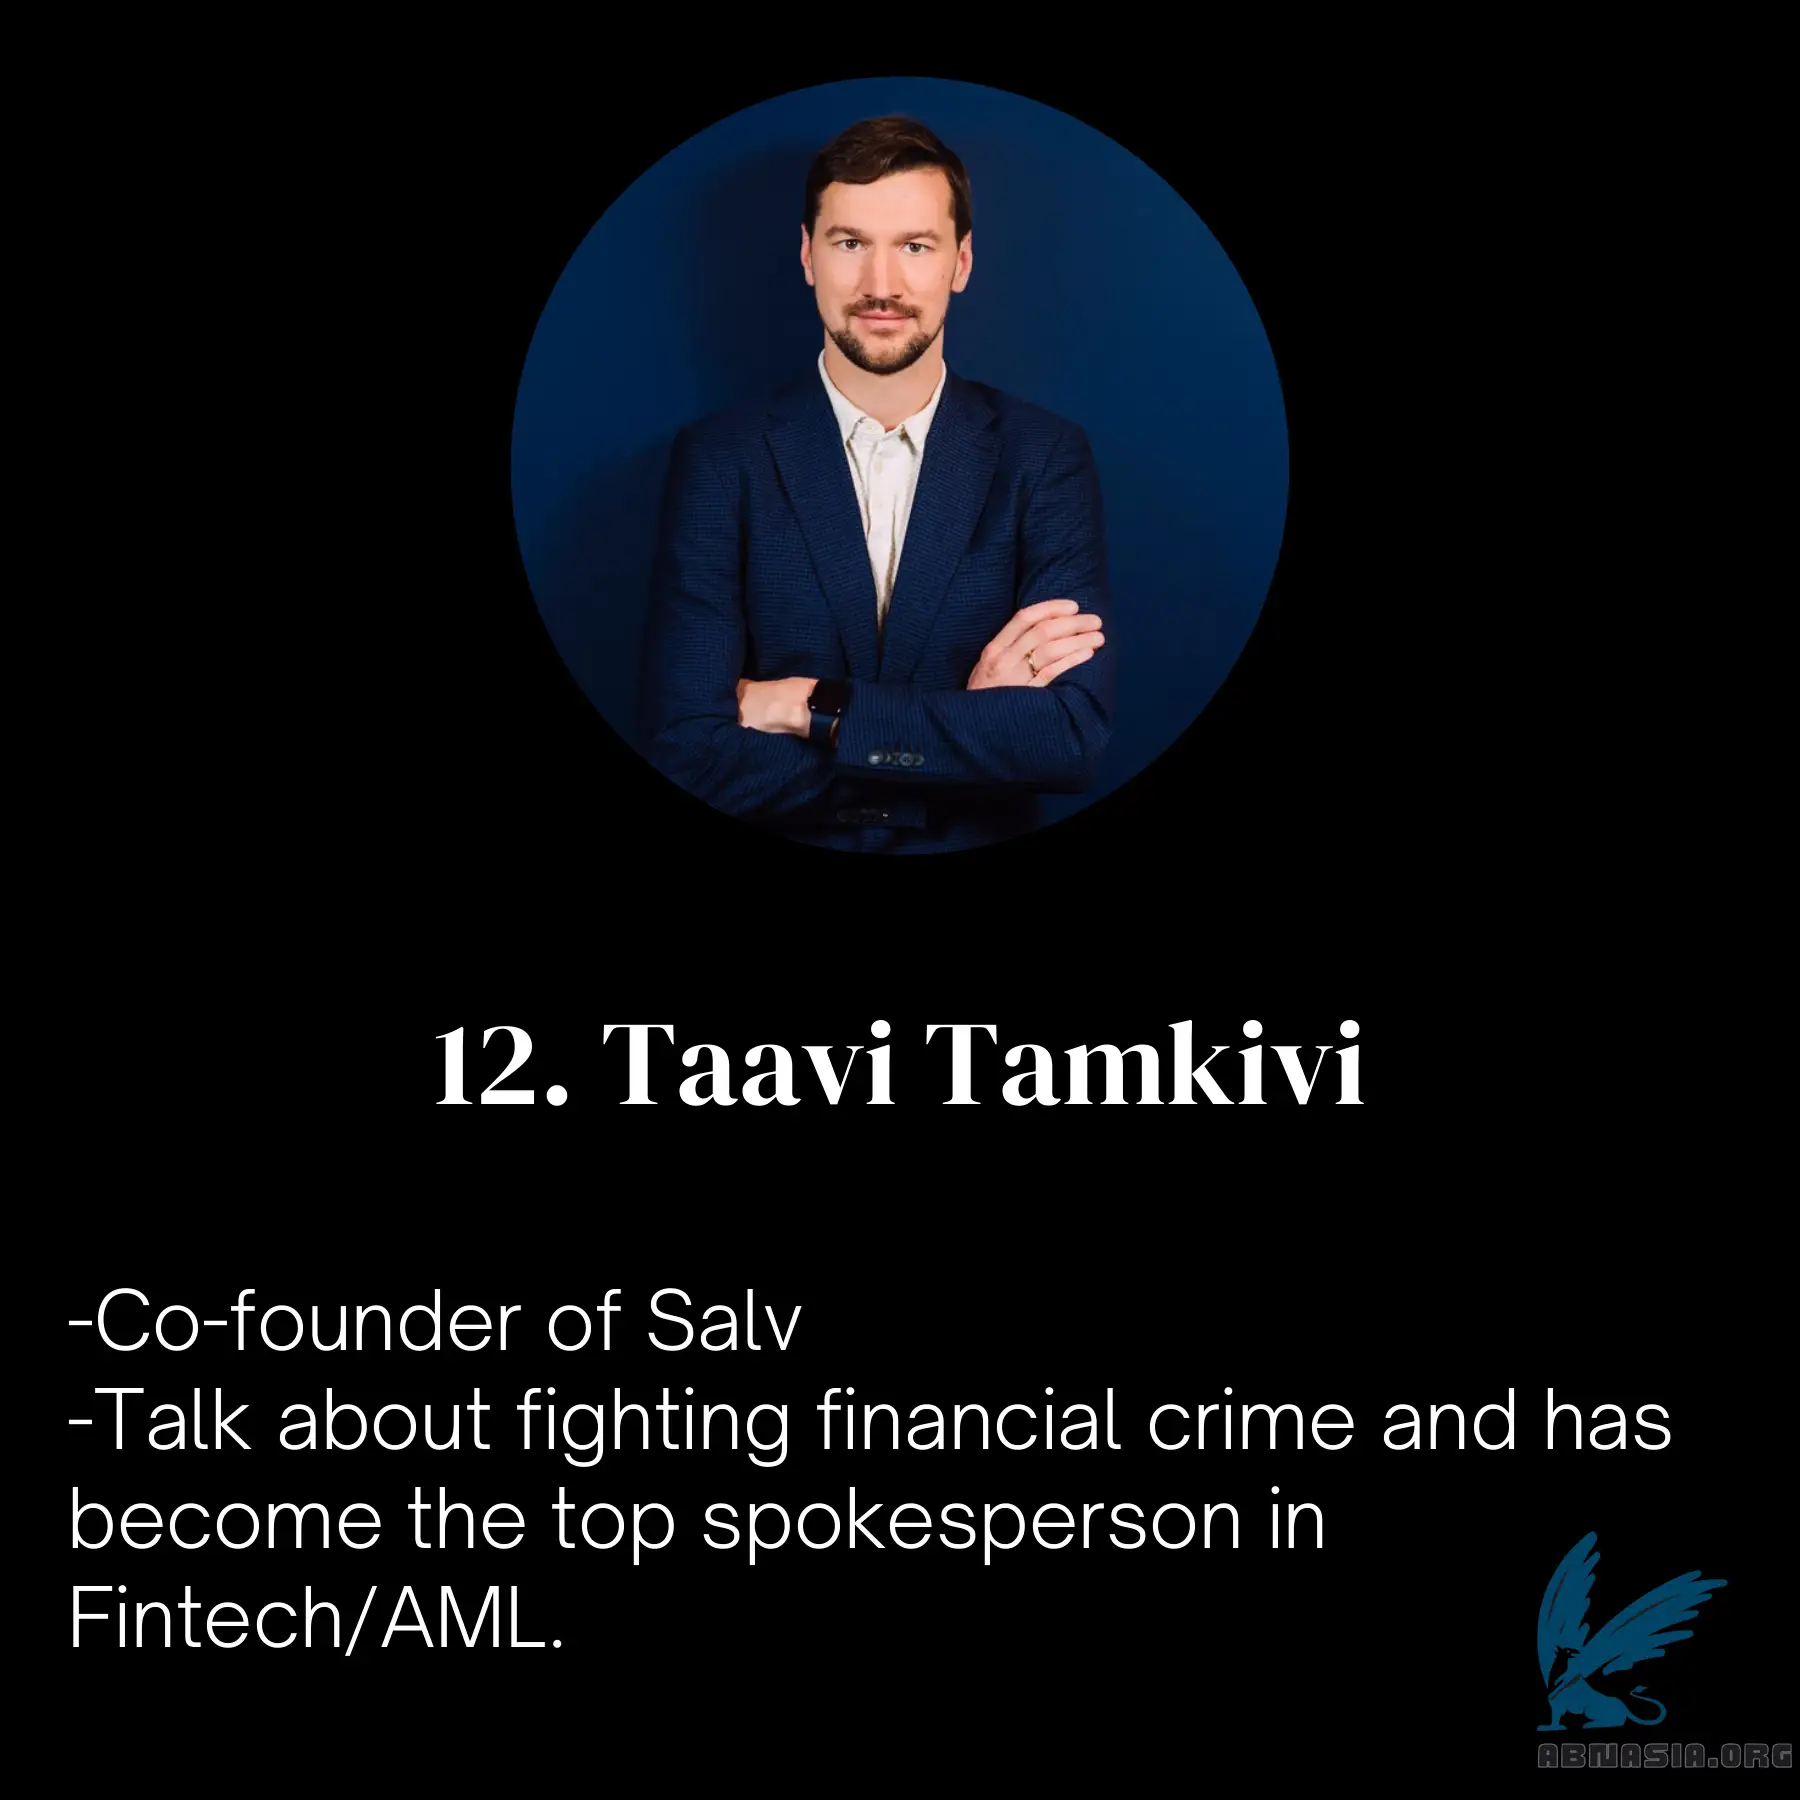 12. Taavi Tamkivi
-Co-founder of Salv
-Talk about fighting financial crime and has
become the top spokesperson in
Fintech/AML.
ABNASIA.ORG